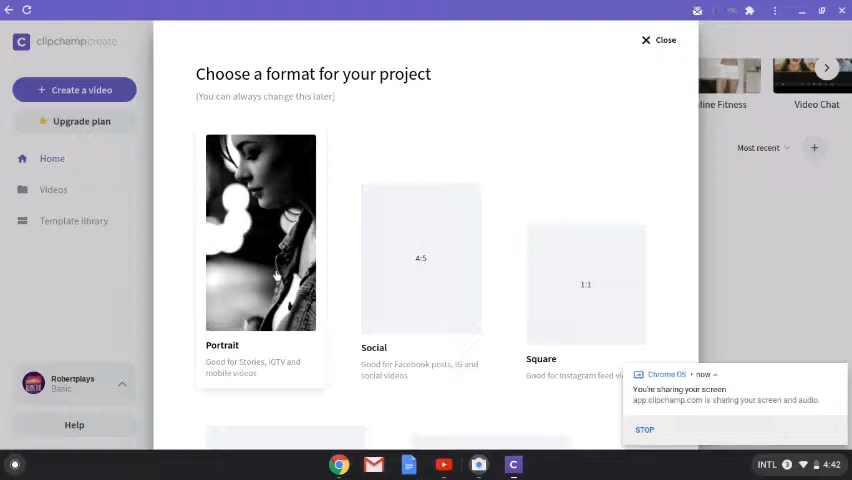 clipchamp create
Close
Choose a format for your project
(You can always change this later)
+ Create a video
Upgrade plan
Home
Videos
Template library
Online Fitness
Video Chat
Most recent
4:5
1:1
Portrait
Good for Stories, IGTV and
mobile videos
Social
Good for Facebook posts, IG and
social videos
Square
Good for Instagram feed
Robertplays
Basic
Help
Chrome OS • now
You're sharing your screen
app.clipchamp.com is sharing your screen and audio.
STOP
INTL 3 4:42